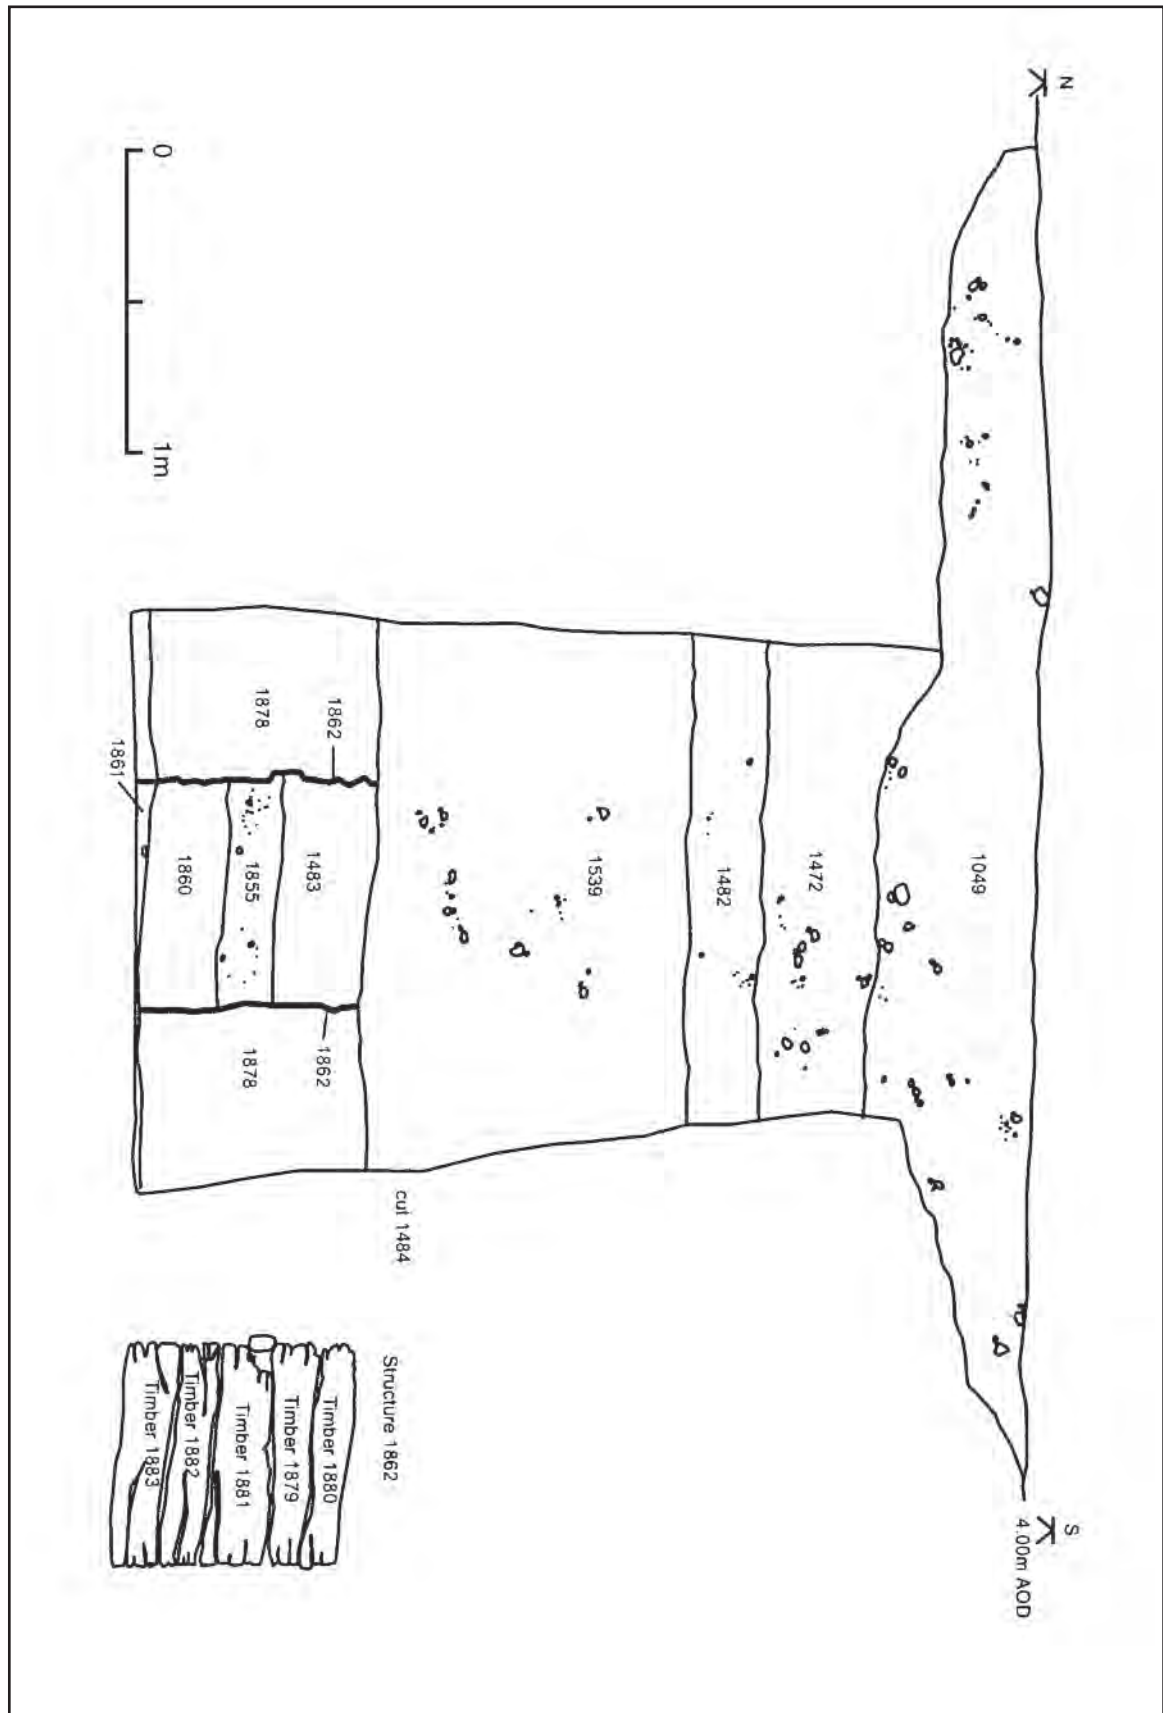 N
S
4.00m AOD
1049
1472
1482
1539
cut 1484
1862
1862
1878
1483
1878
1855
1860
1861
0
1m
Structure 1862
Timber 1880
Timber 1879
Timber 1881
Timber 1882
Timber 1883